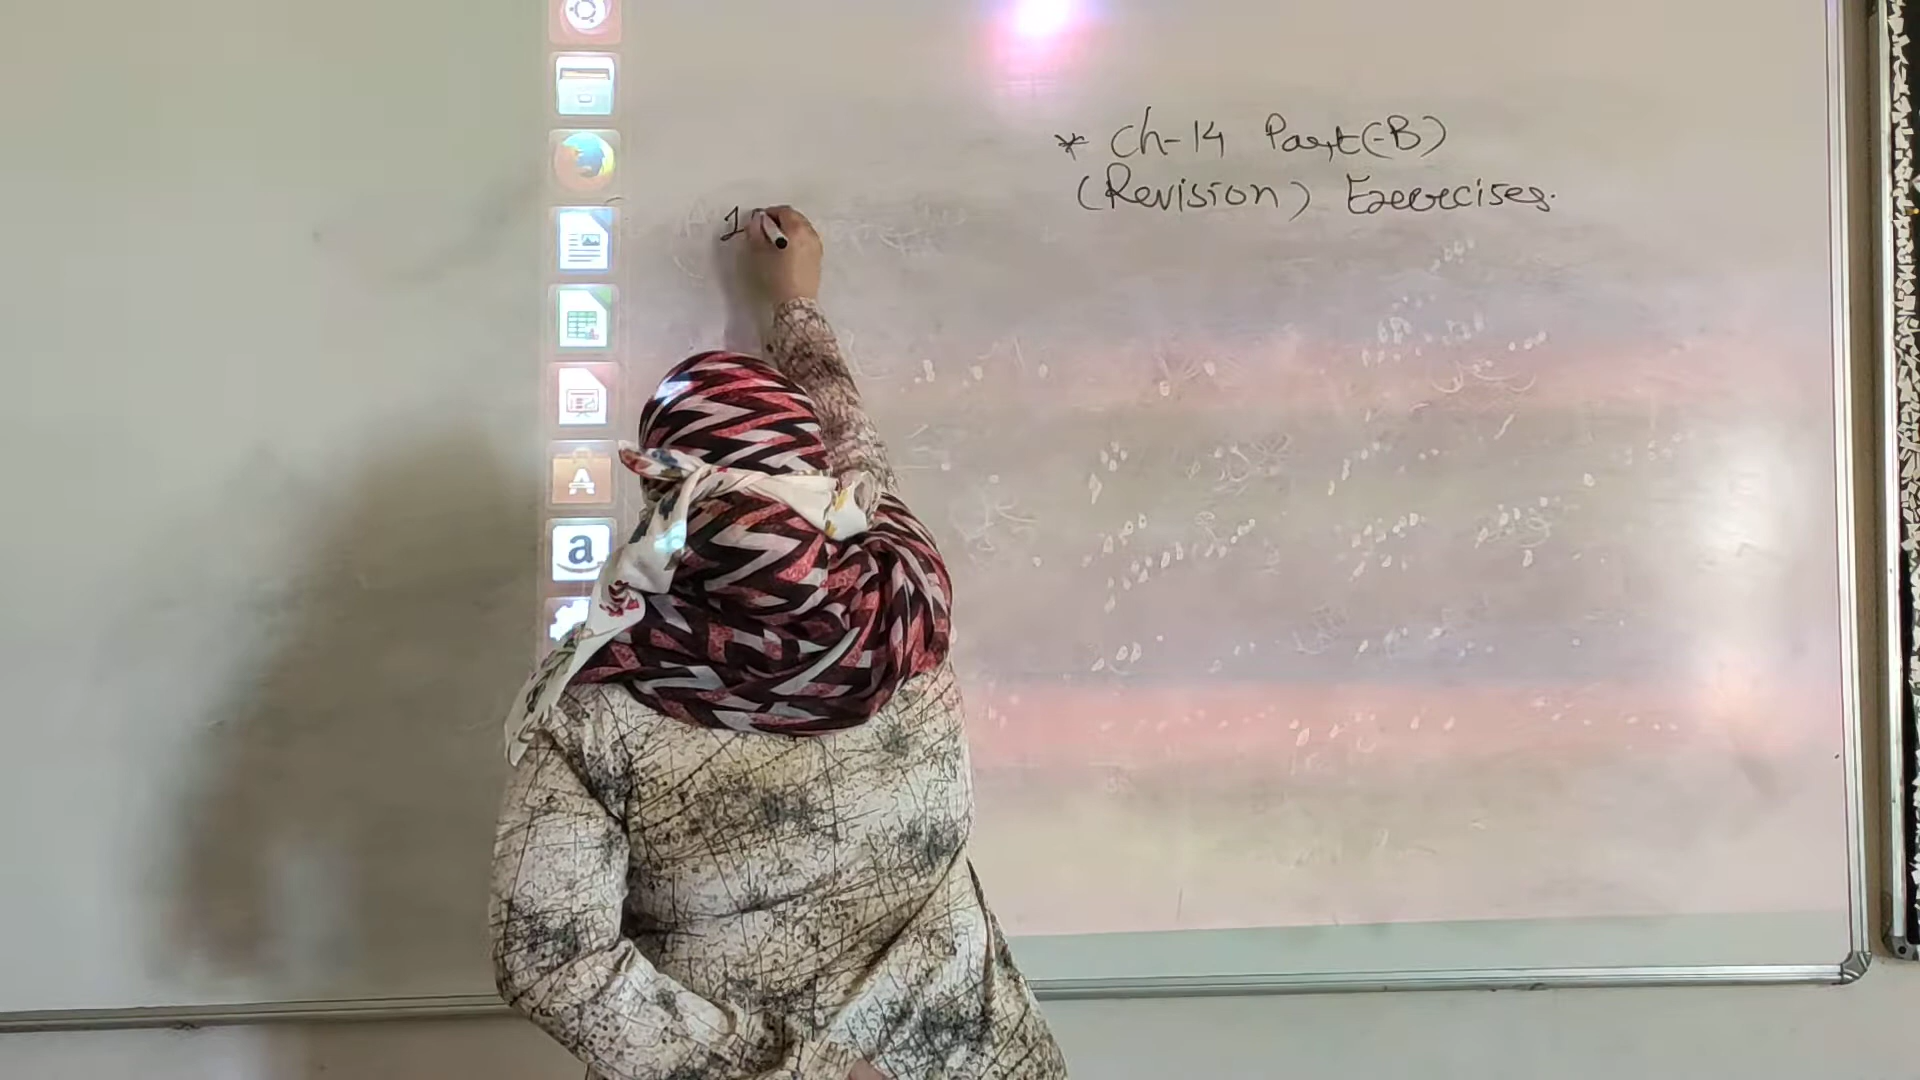 * Ch-14 Part(-B)
(Revision) Exercises.
1
a